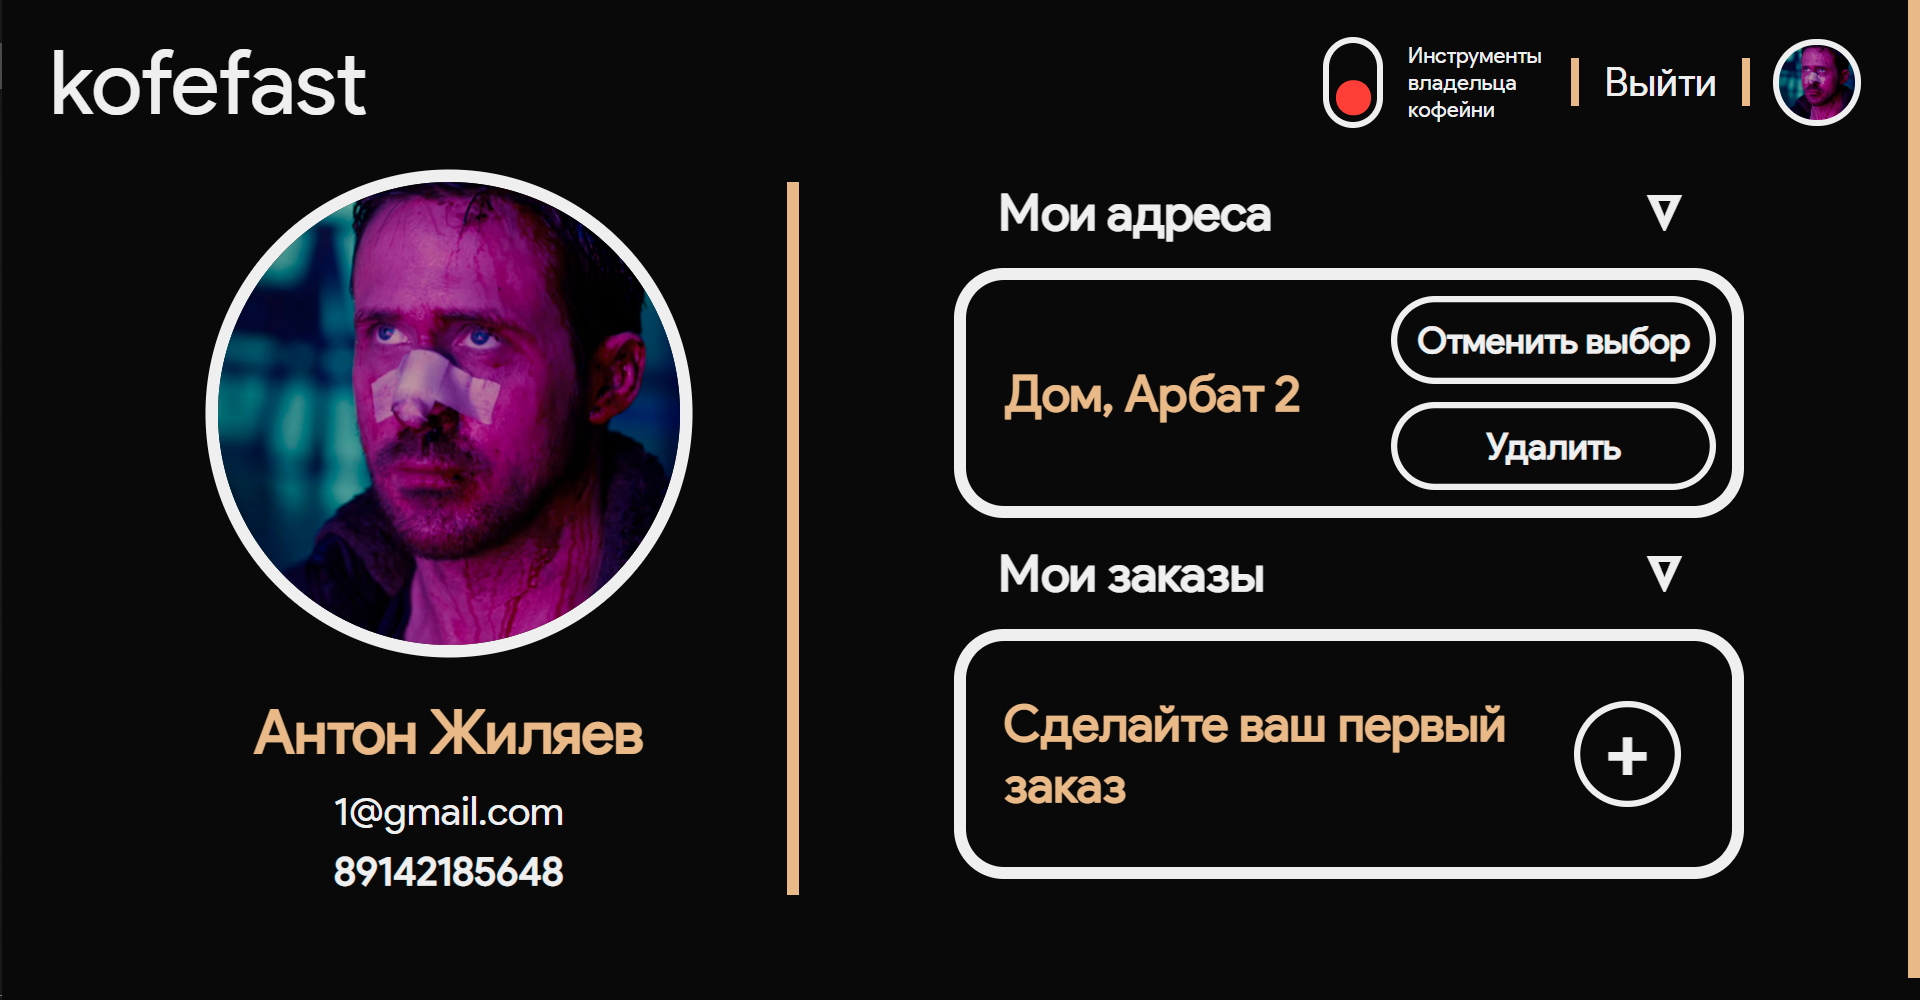 kofefast
Инструменты
владельца
кофейни
Выйти
Мои адреса
Дом, Арбат 2
Отменить выбор
Удалить
Мои заказы
Сделайте ваш первый
заказ
+
Антон Жиляев
1@gmail.com
89142185648